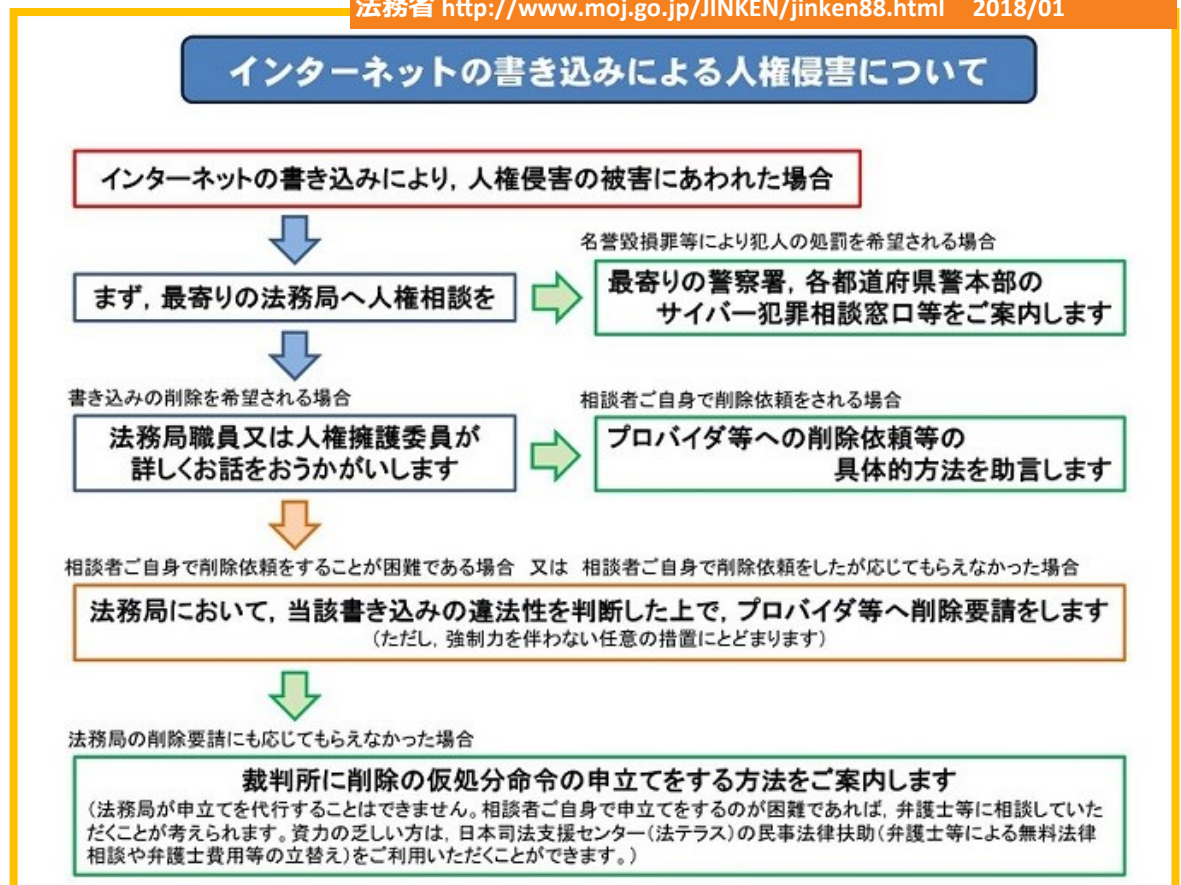 法務省 http://www.moj.go.jp/JINKEN/jinken88.html 2018/01
インターネットの書き込みによる人権侵害について
インターネットの書き込みにより，人権侵害の被害にあわれた場合
名誉毀損罪等により犯人の処罰を希望される場合
まず，最寄りの法務局へ人権相談を
最寄りの警察署，各都道府県警本部の
サイバー犯罪相談窓口等をご案内します
書き込みの削除を希望される場合
相談者ご自身で削除依頼をされる場合
法務局職員又は人権擁護委員が
詳しくお話をおうかがいします
プロバイダ等への削除依頼等の
具体的方法を助言します
相談者ご自身で削除依頼をすることが困難である場合 又は 相談者ご自身で削除依頼をしたが応じてもらえなかった場合
法務局において，当該書き込みの違法性を判断した上で，プロバイダ等へ削除要請をします
（ただし，強制力を伴わない任意の措置にとどまります）
法務局の削除要請にも応じてもらえなかった場合
裁判所に削除の仮処分命令の申立てをする方法をご案内します
（法務局が申立てを代行することはできません。相談者ご自身で申立てをするのが困難であれば，弁護士等に相談していた
だくことが考えられます。資力の乏しい方は，日本司法支援センター（法テラス）の民事法律扶助（弁護士等による無料法律
相談や弁護士費用等の立替え）をご利用いただくことができます。）